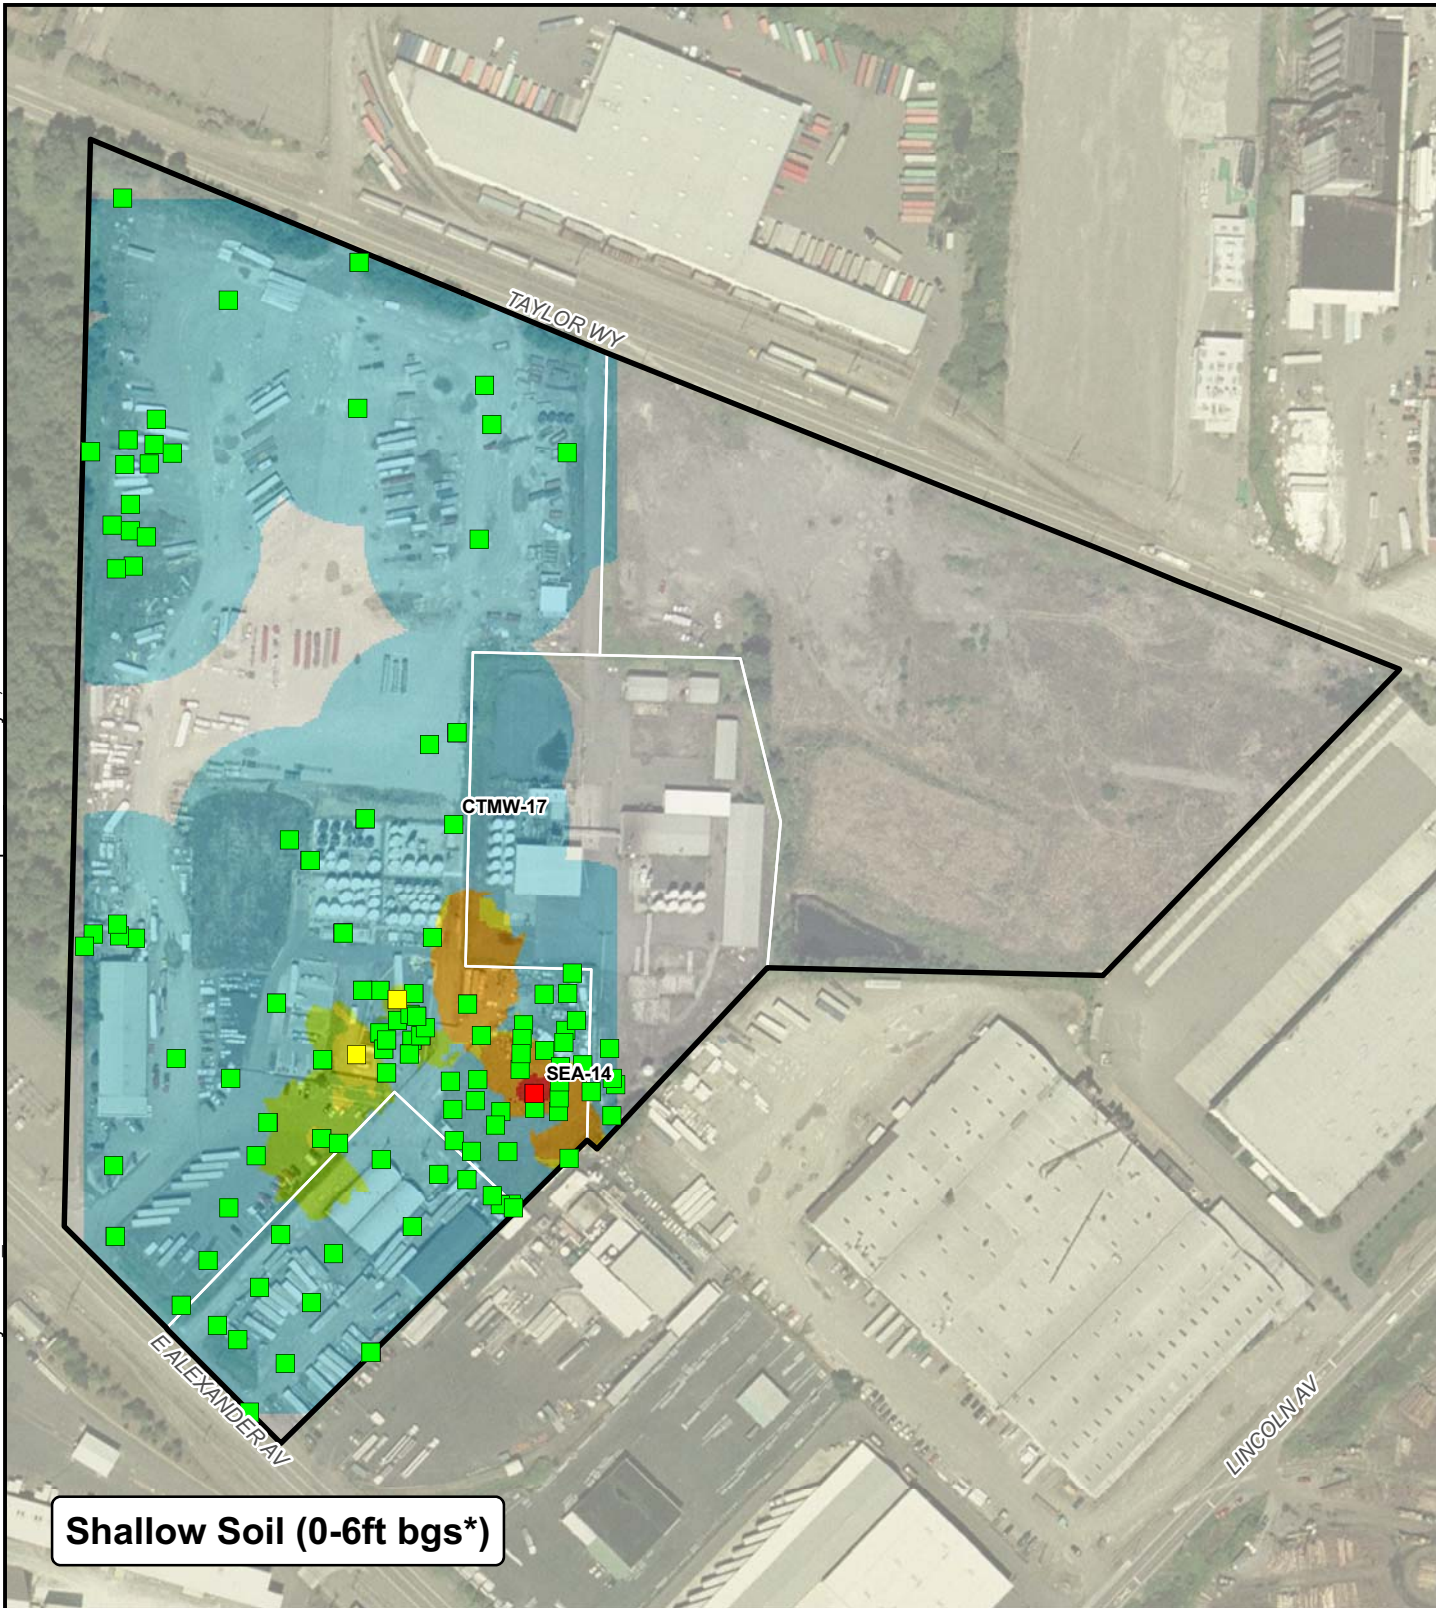 TAYLOR WY
CTMW-17
SEA-14
E ALEXANDER AV
LINCOLN AV
Shallow Soil (0-6ft bgs*)